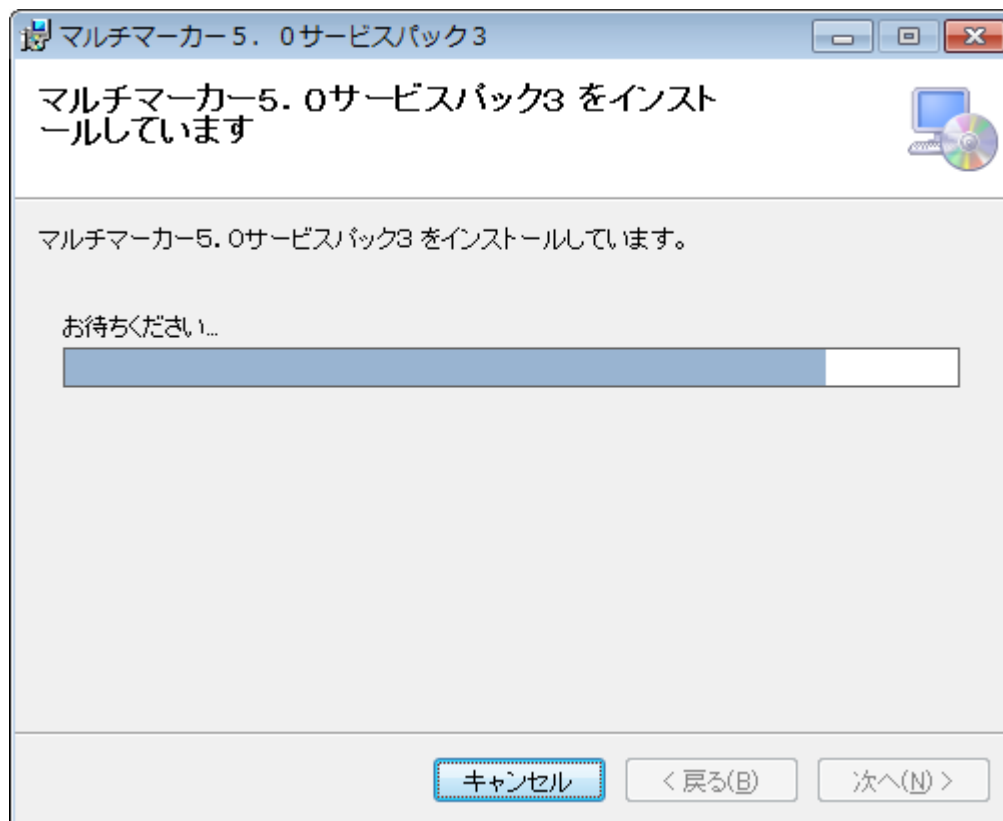 マルチマーカー５．０サービスパック３
マルチマーカー5．0サービスパック3 をインスト
ールしています
マルチマーカー5．0サービスパック3 をインストールしています。
お待ちください...
キャンセル
< 戻る(B)
次へ(N) >